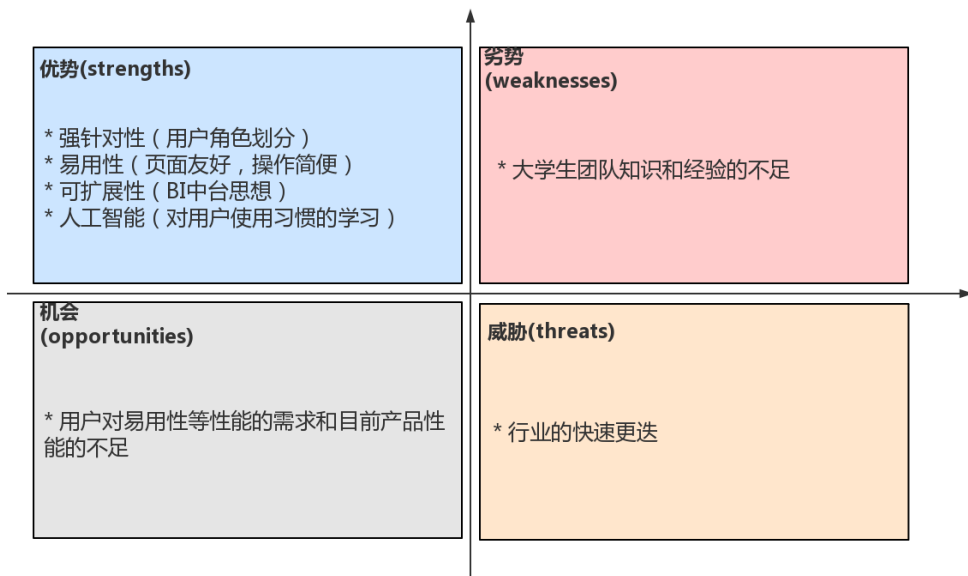 优势(strengths)
* 强针对性（用户角色划分）
* 易用性（页面友好，操作简便）
* 可扩展性（BI中台思想）
* 人工智能（对用户使用习惯的学习）
劣势
(weaknesses)
* 大学生团队知识和经验的不足
机会
(opportunities)
* 用户对易用性等性能的需求和目前产品性
能的不足
威胁(threats)
* 行业的快速更迭